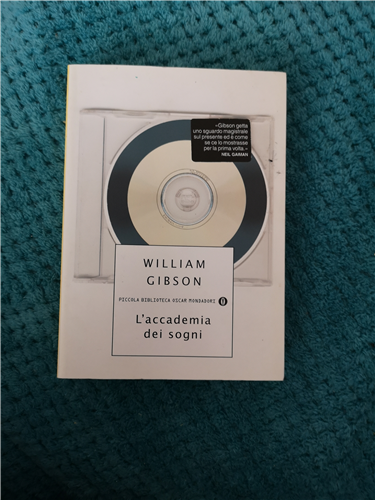 «Gibson getta
uno sguardo magistrale
sul presente ed è come
se ce lo mostrasse
per la prima volta.»
NEIL GAIMAN
WILLIAM
GIBSON
PICCOLA BIBLIOTECA OSCAR MONDADORI
L'accademia
dei sogni